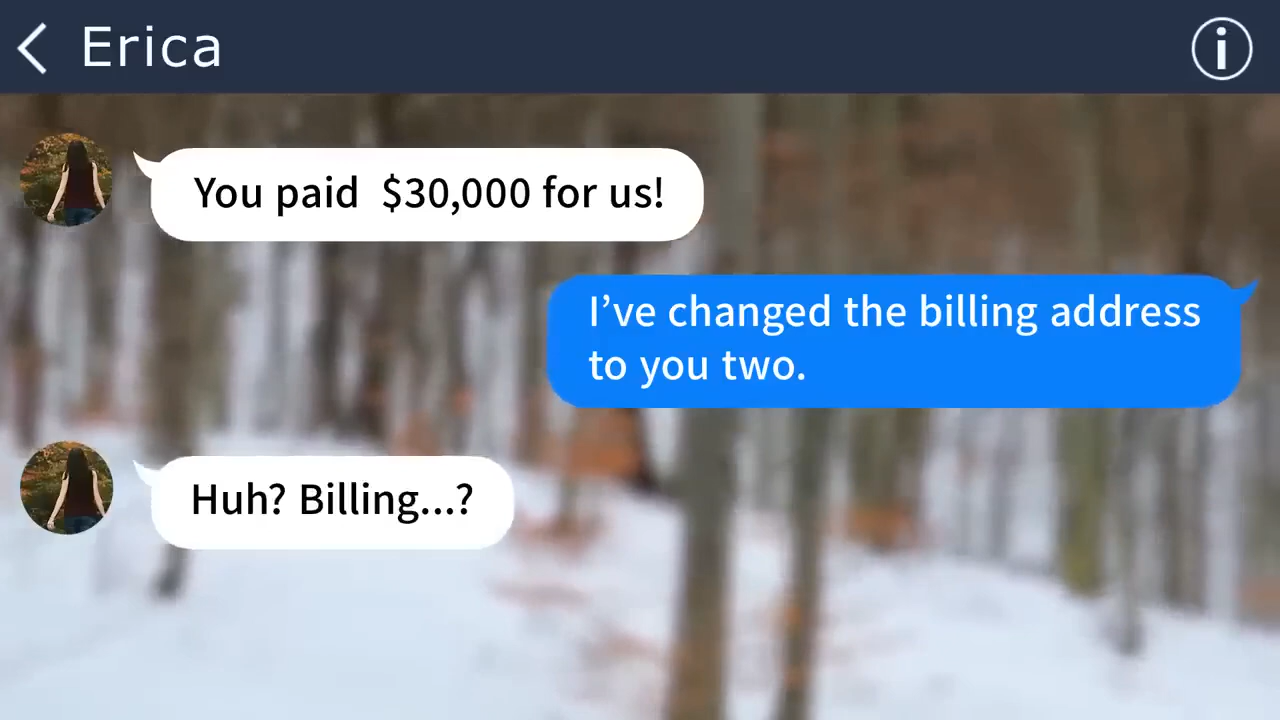 Erica
You paid  $30,000 for us!
I’ve changed the billing address
to you two.
Huh? Billing...?